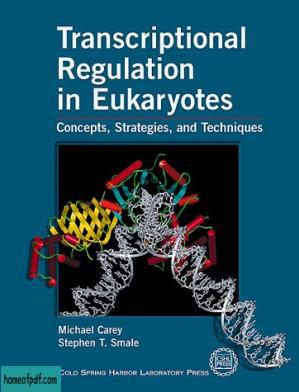 Transcriptional
Regulation
in Eukaryotes
Concepts, Strategies, and Techniques
Michael Carey
Stephen T. Smale
COLD SPRING HARBOR LABORATORY PRESS
homeofpdf.com